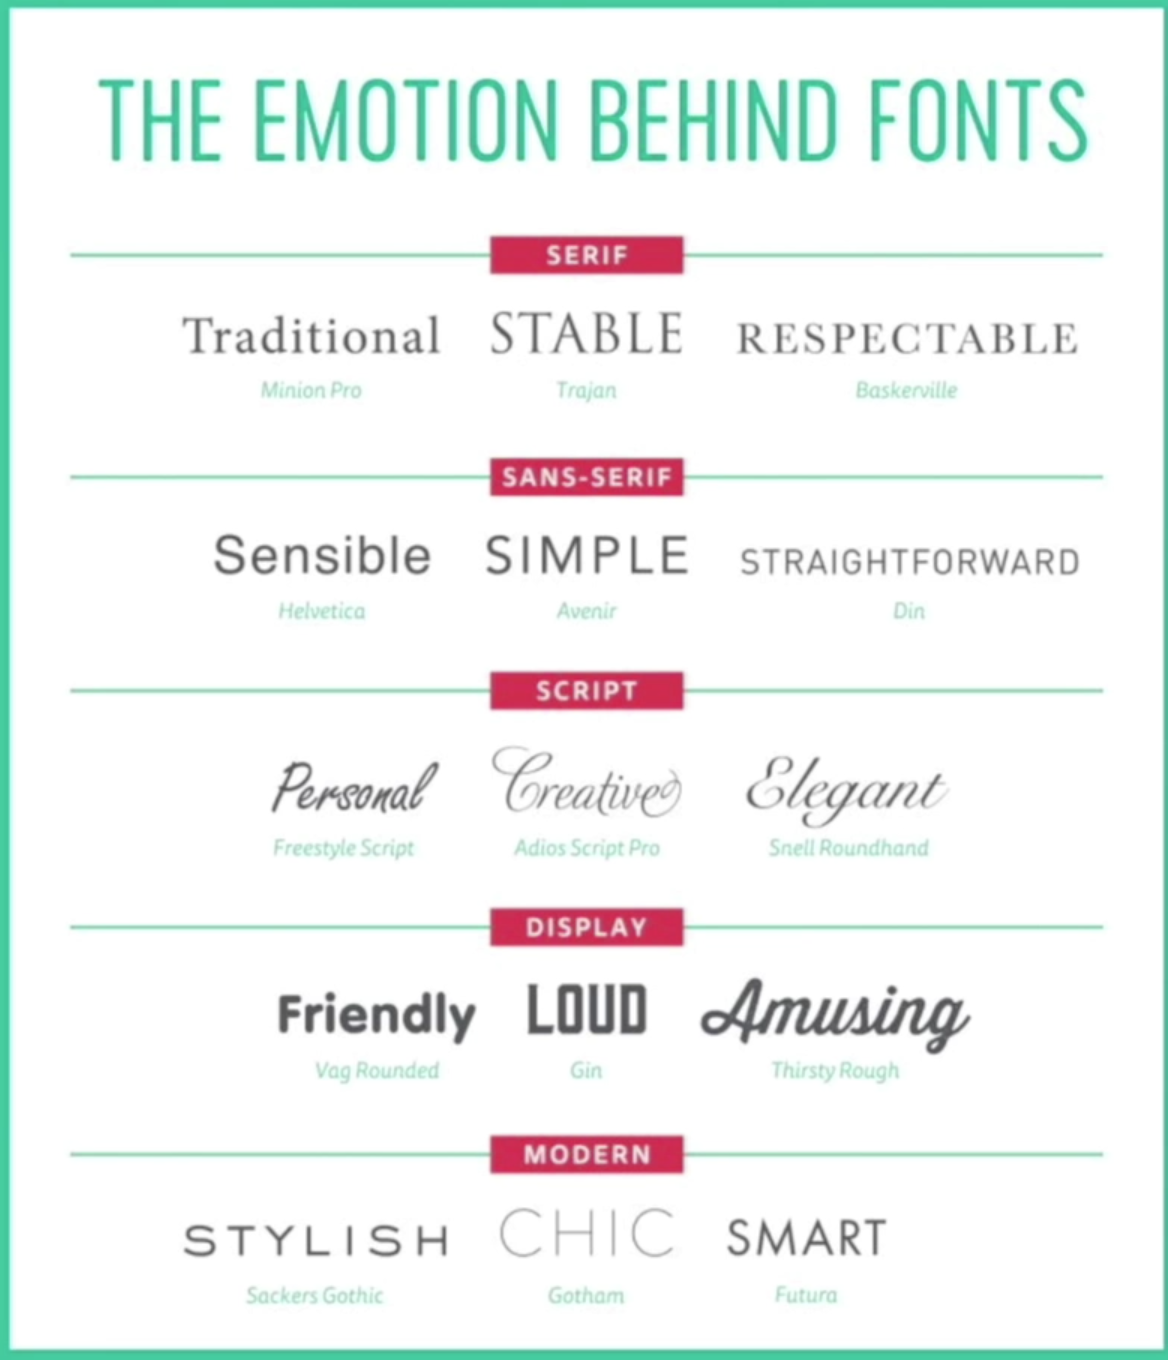 THE EMOTION BEHIND FONTS
SERIF
Traditional STABLE RESPECTABLE
Minion Pro Trajan Baskerville
SANS-SERIF
Sensible SIMPLE STRAIGHTFORWARD
Helvetica Avenir Din
SCRIPT
Personal Creative Elegant
Freestyle Script Adios Script Pro Snell Roundhand
DISPLAY
Friendly LOUD Amusing
Vag Rounded Gin Thirsty Rough
MODERN
STYLISH CHIC SMART
Sackers Gothic Gotham Futura